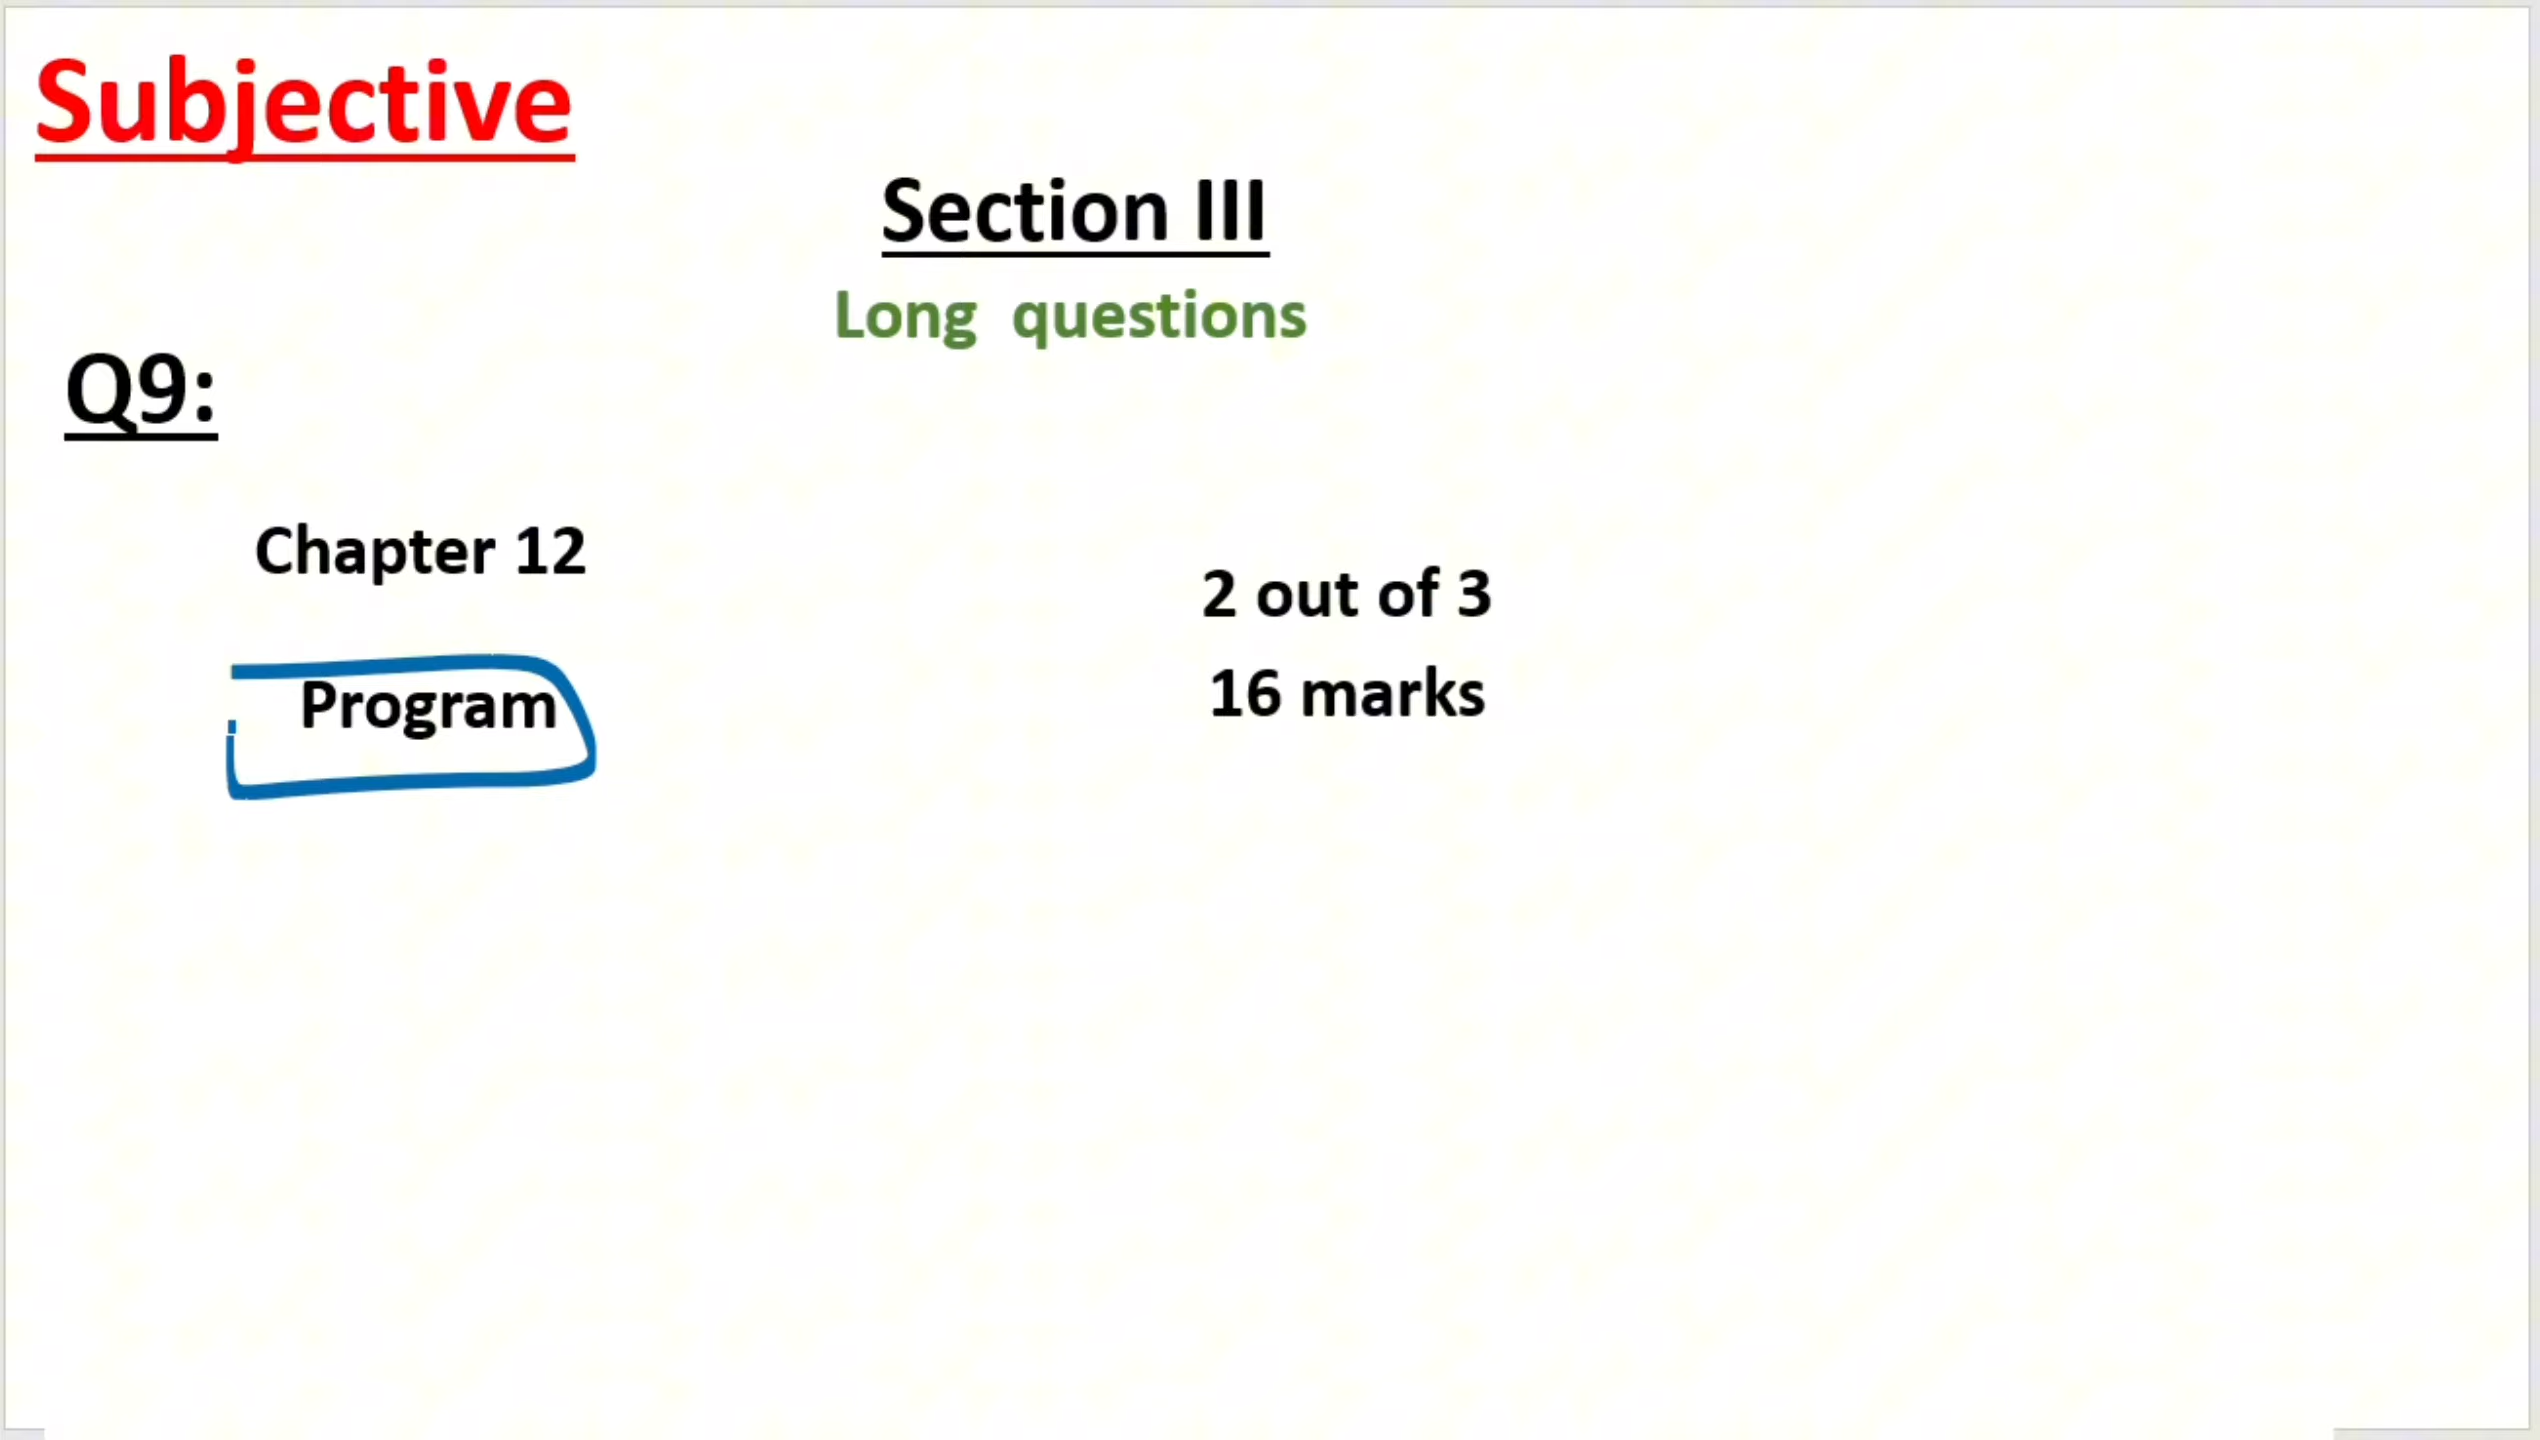 Subjective
Section III
Long questions
Q9:
Chapter 12
Program
2 out of 3
16 marks